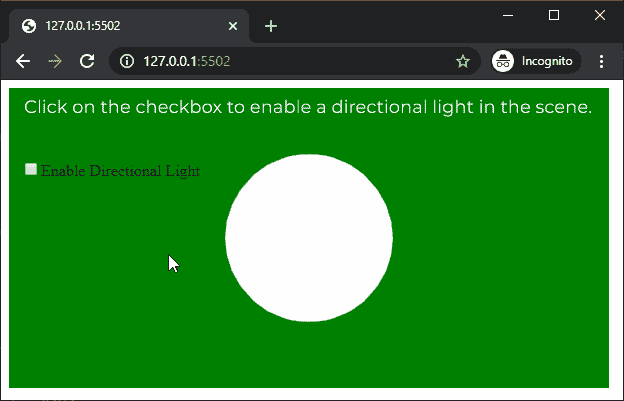 127.0.0.1:5502
127.0.0.1:5502
Incognito
Click on the checkbox to enable a directional light in the scene.
Enable Directional Light